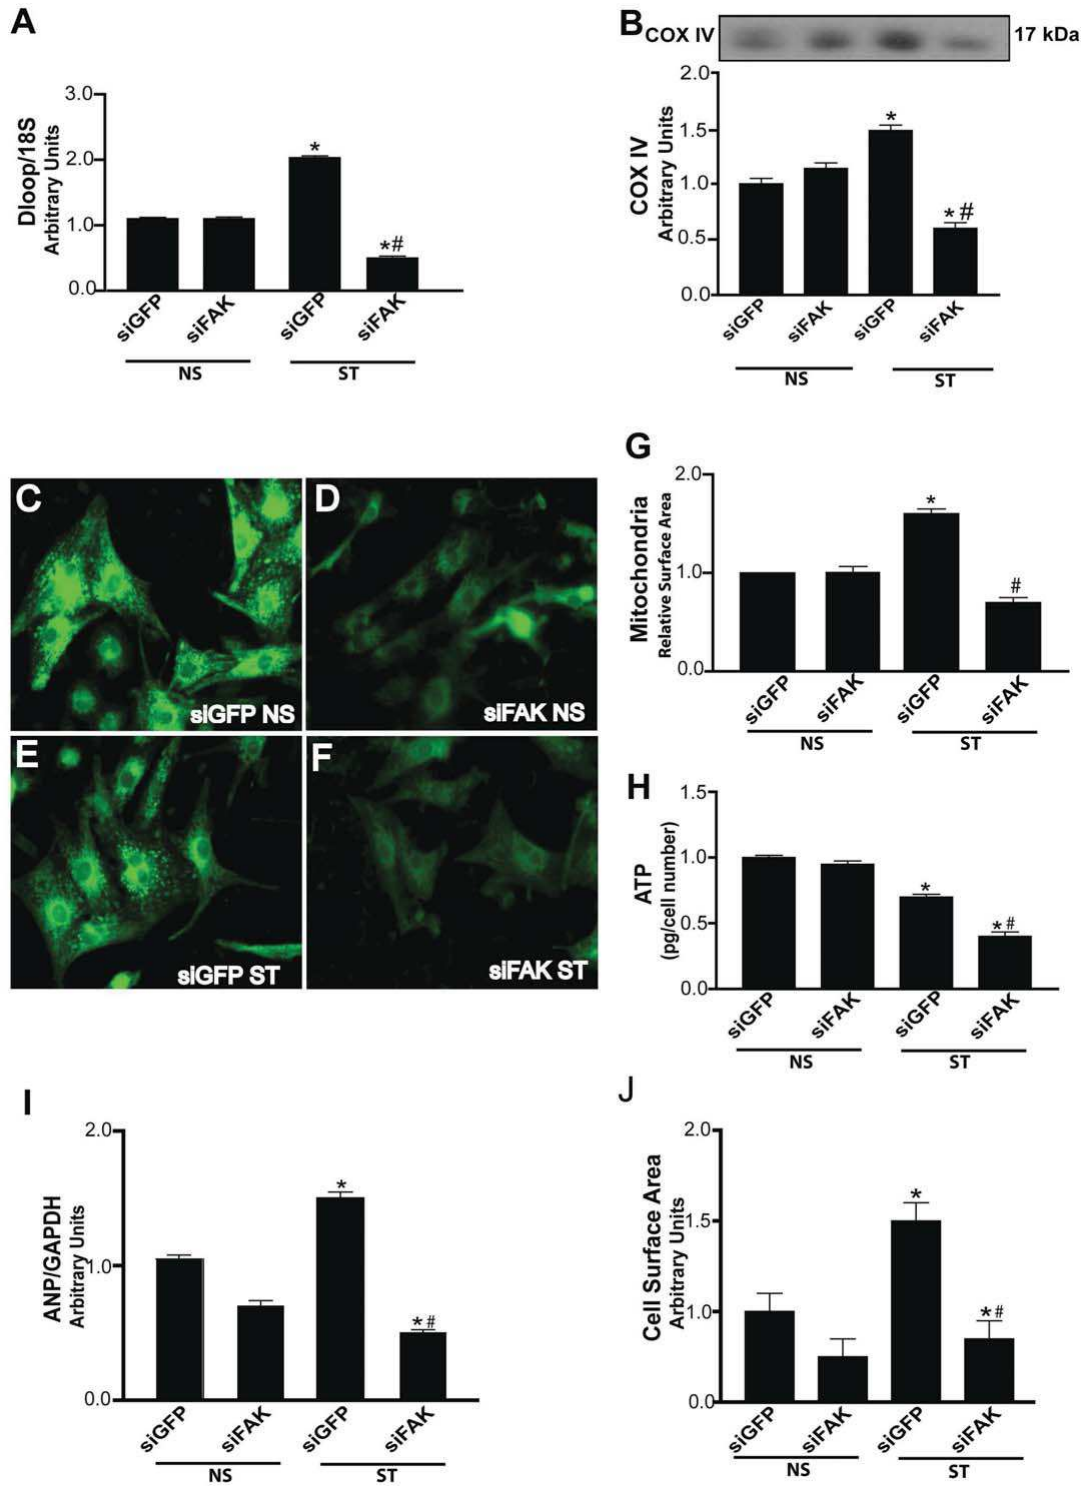 A
Dloop/18S
Arbitrary Units
3.0
2.0
1.0
0.0
*
*#
siGFP
siFAK
siGFP
siFAK
NS
ST
B
COX IV
17 kDa
COX IV
Arbitrary Units
2.0
1.5
1.0
0.5
0.0
*
*#
siGFP
siFAK
siGFP
siFAK
NS
ST
C
siGFP NS
D
siFAK NS
E
siGFP ST
F
siFAK ST
G
Mitochondria
Relative Surface Area
2.0
1.0
0.0
*
#
siGFP
siFAK
siGFP
siFAK
NS
ST
H
ATP
(pg/cell number)
1.5
1.0
0.5
0.0
*
*#
siGFP
siFAK
siGFP
siFAK
NS
ST
I
ANP/GAPDH
Arbitrary Units
2.0
1.0
0.0
*
*#
siGFP
siFAK
siGFP
siFAK
NS
ST
J
Cell Surface Area
Arbitrary Units
2.0
1.5
1.0
0.0
*
*#
siGFP
siFAK
siGFP
siFAK
NS
ST